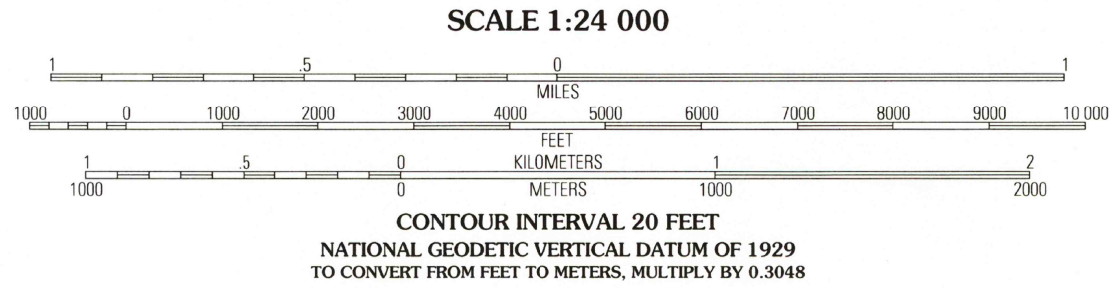 SCALE 1:24 000
1 .5 0 1
MILES
1000 0 1000 2000 3000 4000 5000 6000 7000 8000 9000 10 000
FEET
1 .5 0 KILOMETERS 1 2
1000 0 METERS 1000 2000
CONTOUR INTERVAL 20 FEET
NATIONAL GEODETIC VERTICAL DATUM OF 1929
TO CONVERT FROM FEET TO METERS, MULTIPLY BY 0.3048